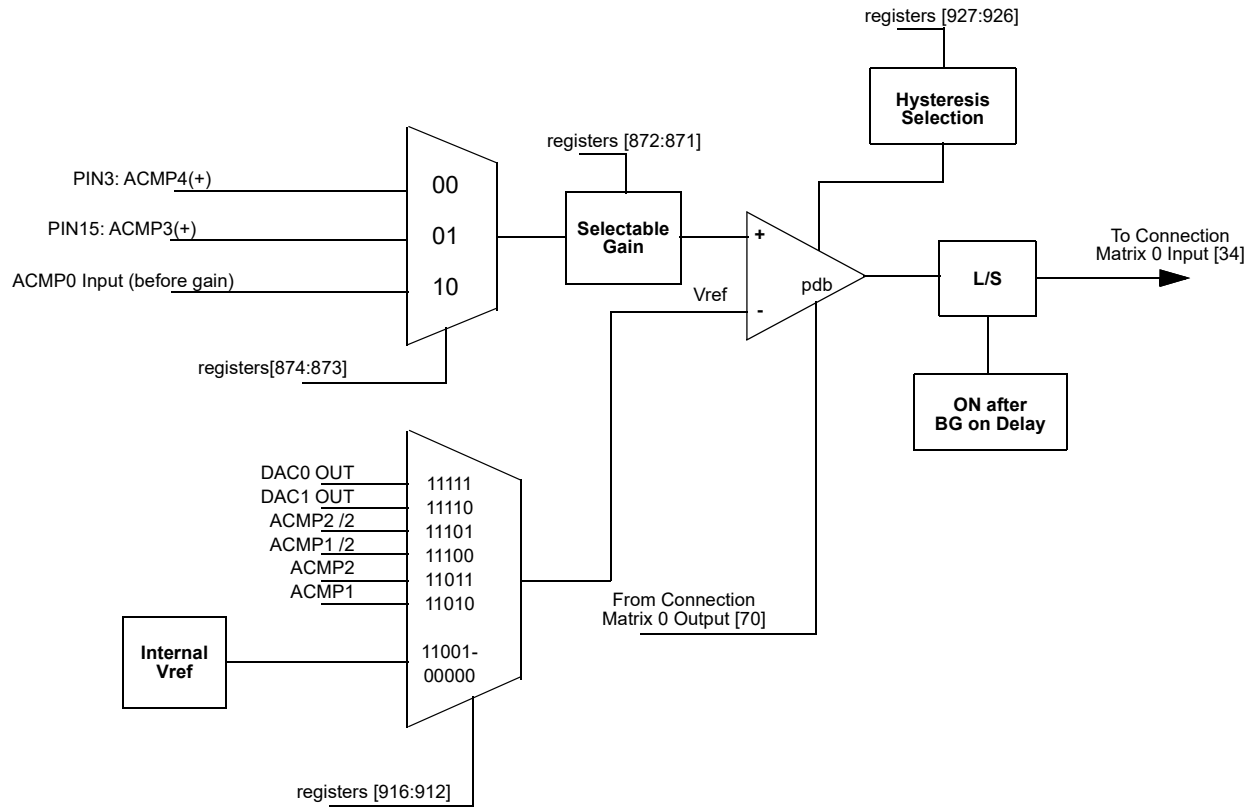 registers [927:926]
Hysteresis
Selection
registers [872:871]
PIN3: ACMP4(+)
00
PIN15: ACMP3(+)
01
Selectable
Gain
+
To Connection
Matrix 0 Input [34]
ACMP0 Input (before gain)
10
Vref
pdb
-
L/S
registers[874:873]
ON after
BG on Delay
DAC0 OUT
11111
DAC1 OUT
11110
ACMP2 /2
11101
ACMP1 /2
11100
ACMP2
11011
ACMP1
11010
From Connection
Matrix 0 Output [70]
Internal
Vref
11001-
00000
registers [916:912]